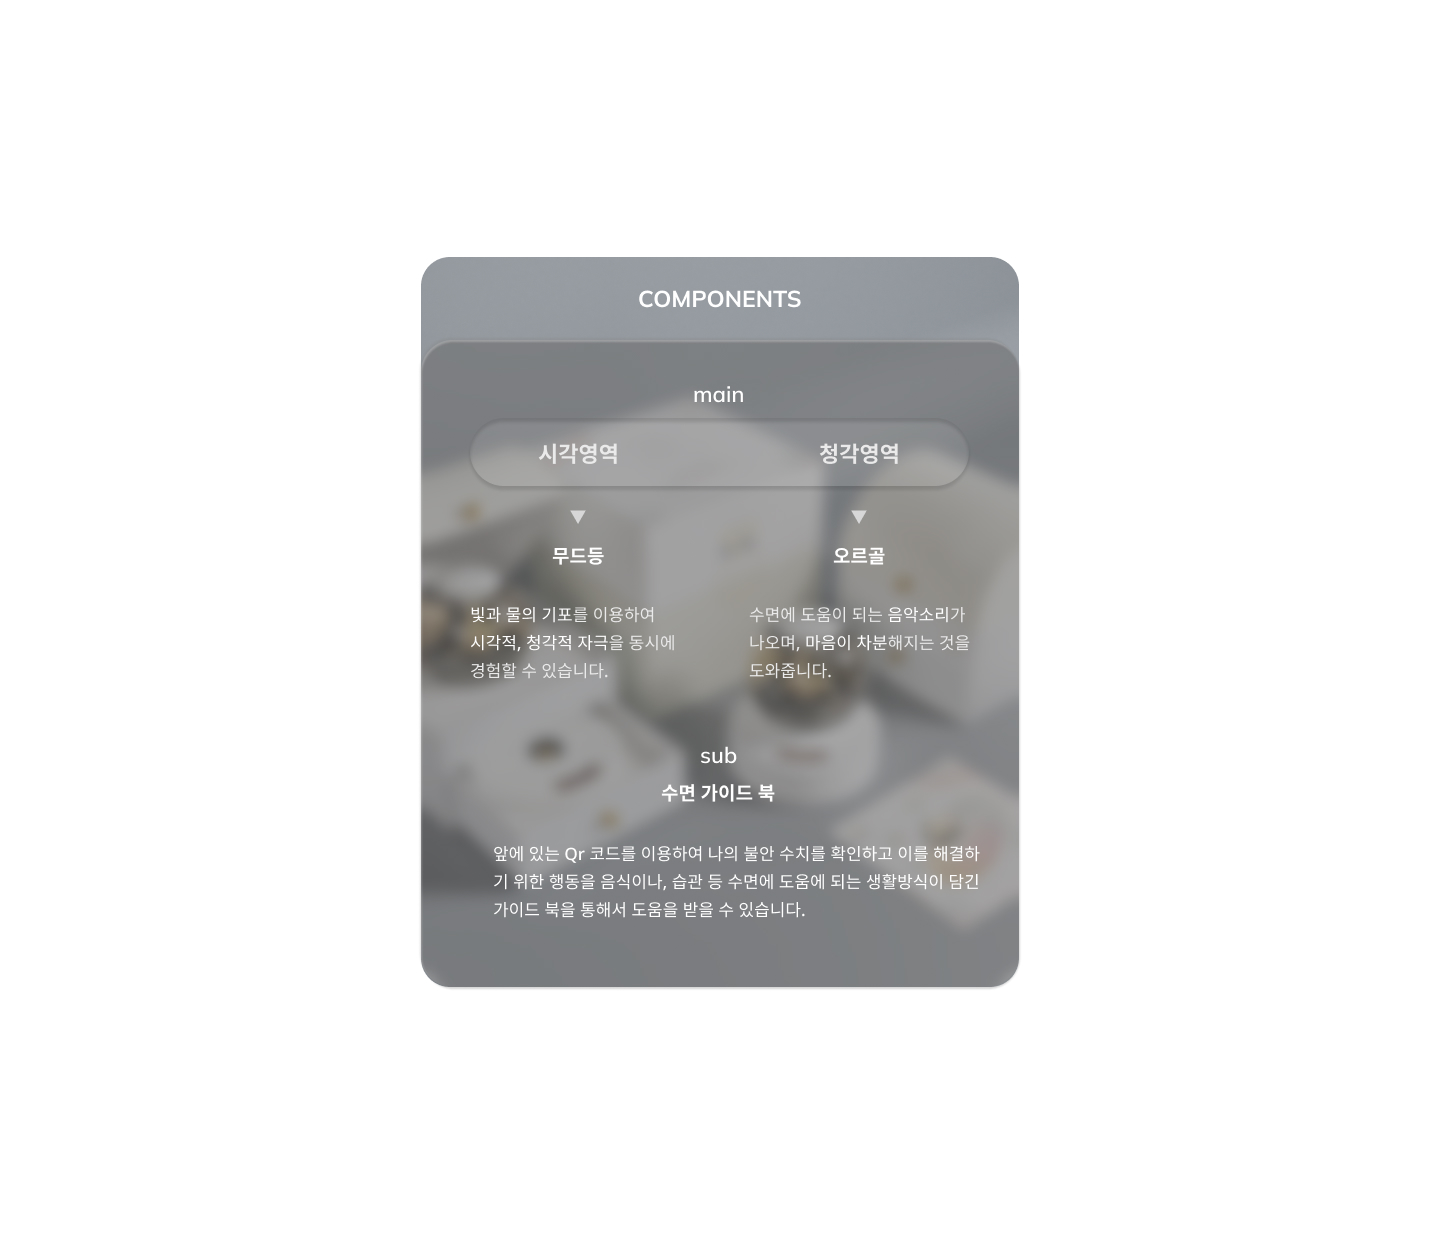 COMPONENTS
main
시각영역
청각영역
▼
▼
무드등
오르골
빛과 물의 기포를 이용하여
시각적, 청각적 자극을 동시에
경험할 수 있습니다.
수면에 도움이 되는 음악소리가
나오며, 마음이 차분해지는 것을
도와줍니다.
sub
수면 가이드 북
앞에 있는 Qr 코드를 이용하여 나의 불안 수치를 확인하고 이를 해결하
기 위한 행동을 음식이나, 습관 등 수면에 도움에 되는 생활방식이 담긴
가이드 북을 통해서 도움을 받을 수 있습니다.